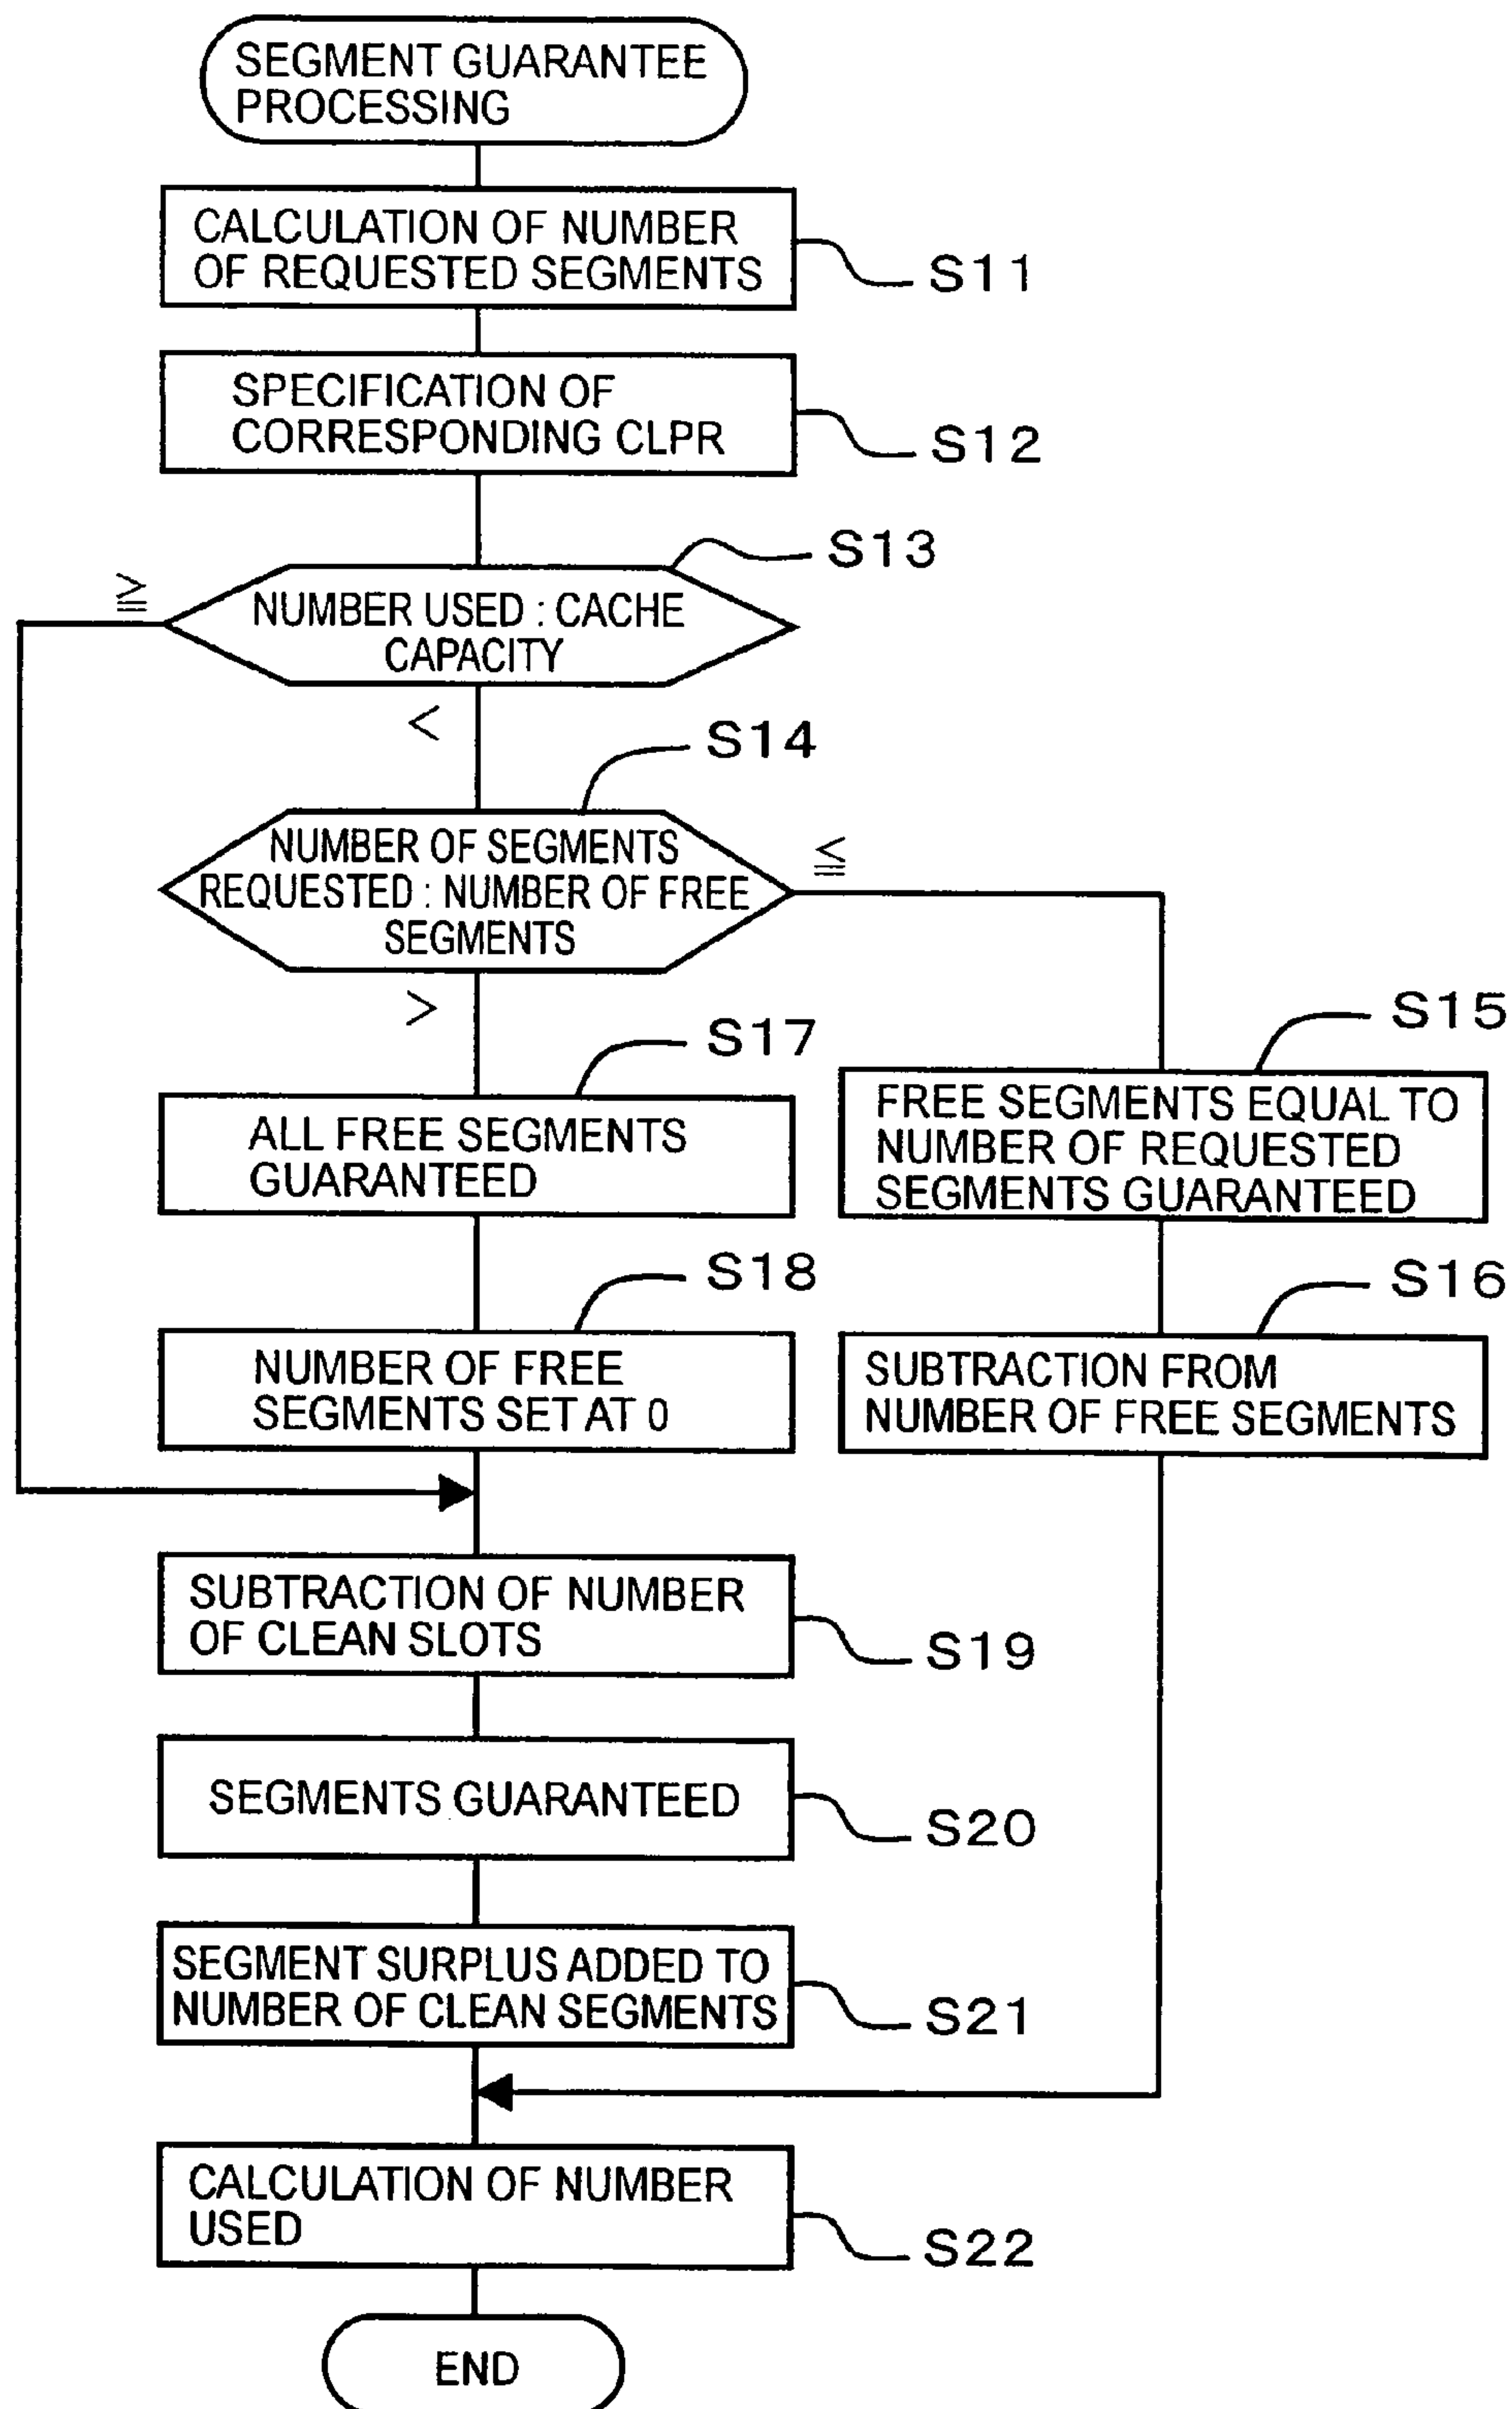 SEGMENT GUARANTEE
PROCESSING
CALCULATION OF NUMBER
OF REQUESTED SEGMENTS
S11
SPECIFICATION OF
CORRESPONDING CLPR
S12
S13
≧
NUMBER USED : CACHE
CAPACITY
<
S14
NUMBER OF SEGMENTS
REQUESTED : NUMBER OF FREE
SEGMENTS
≦
>
S17
ALL FREE SEGMENTS
GUARANTEED
S15
FREE SEGMENTS EQUAL TO
NUMBER OF REQUESTED
SEGMENTS GUARANTEED
S18
NUMBER OF FREE
SEGMENTS SET AT 0
S16
SUBTRACTION FROM
NUMBER OF FREE SEGMENTS
SUBTRACTION OF NUMBER
OF CLEAN SLOTS
S19
SEGMENTS GUARANTEED
S20
SEGMENT SURPLUS ADDED TO
NUMBER OF CLEAN SEGMENTS
S21
CALCULATION OF NUMBER
USED
S22
END